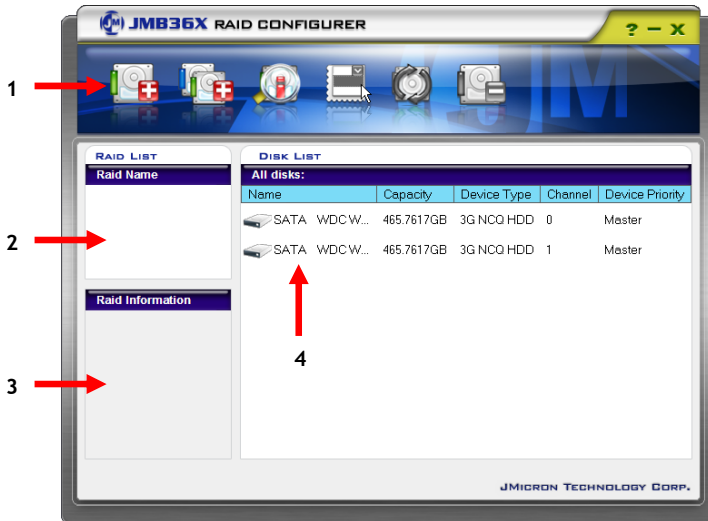 JM JMB36X RAID CONFIGURER
? – X
1
JM
RAID LIST
DISK LIST
Raid Name
All disks:
Name Capacity Device Type Channel Device Priority
SATA WDC W... 465.7617GB 3G NCQ HDD 0 Master
2
SATA WDC W... 465.7617GB 3G NCQ HDD 1 Master
Raid Information
4
3
JMICRON TECHNOLOGY CORP.